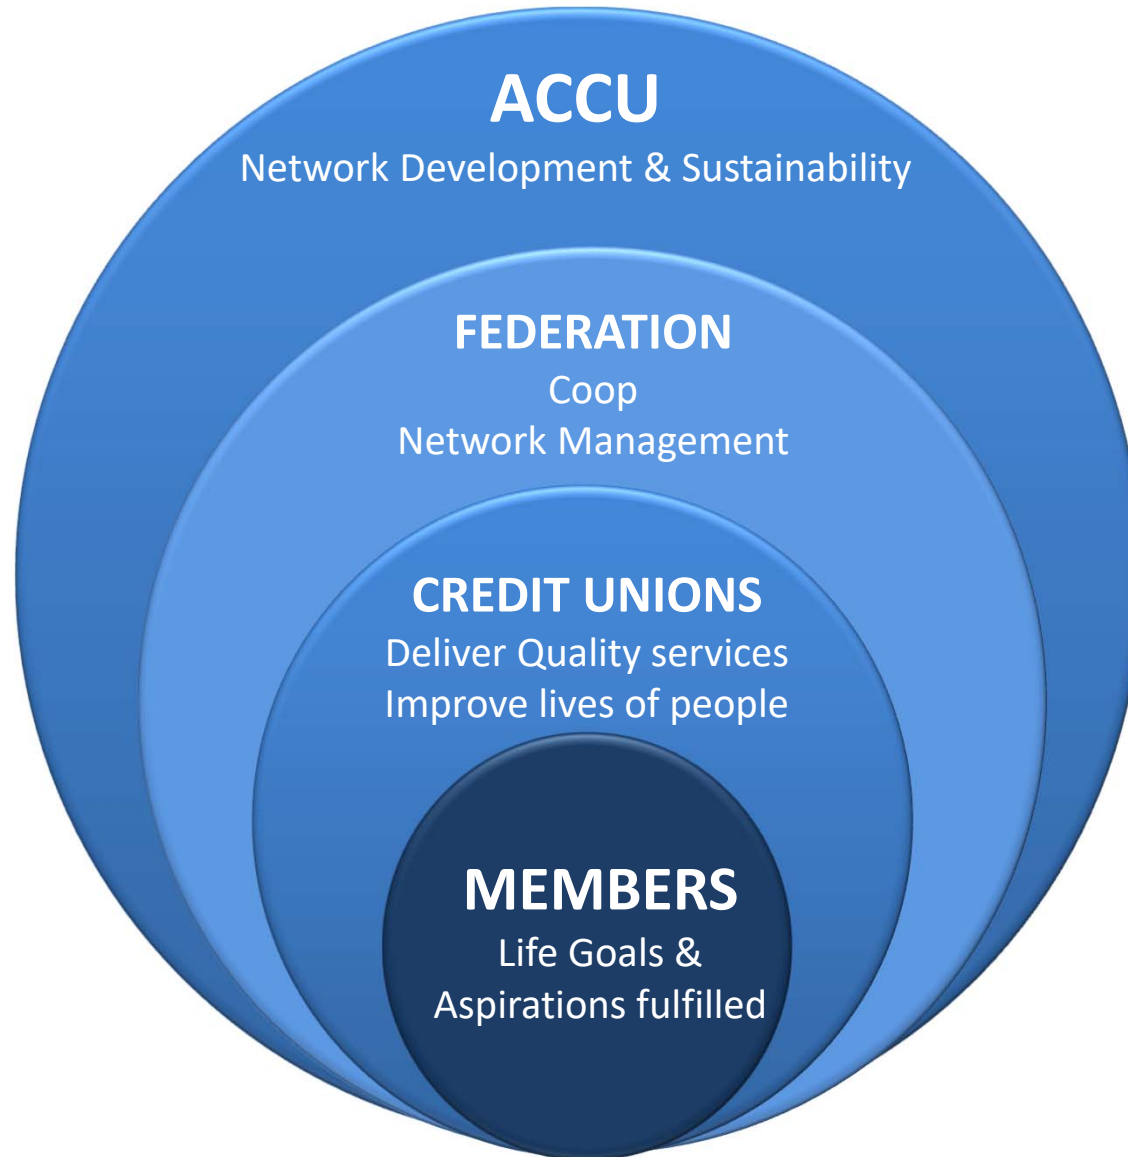 ACCU
Network Development & Sustainability
FEDERATION
Coop
Network Management
CREDIT UNIONS
Deliver Quality services
Improve lives of people
MEMBERS
Life Goals &
Aspirations fulfilled